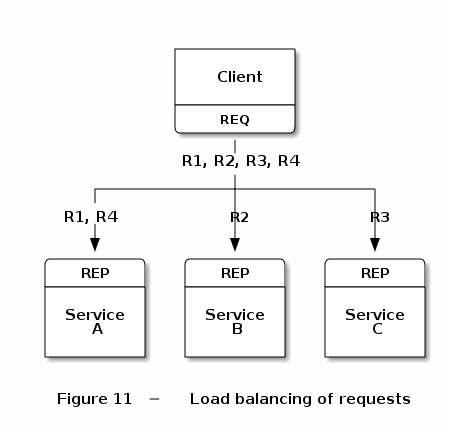 Client
REQ
R1, R2, R3, R4
R1, R4 R2 R3
REP REP REP
Service Service Service
A B C
Figure 11 – Load balancing of requests